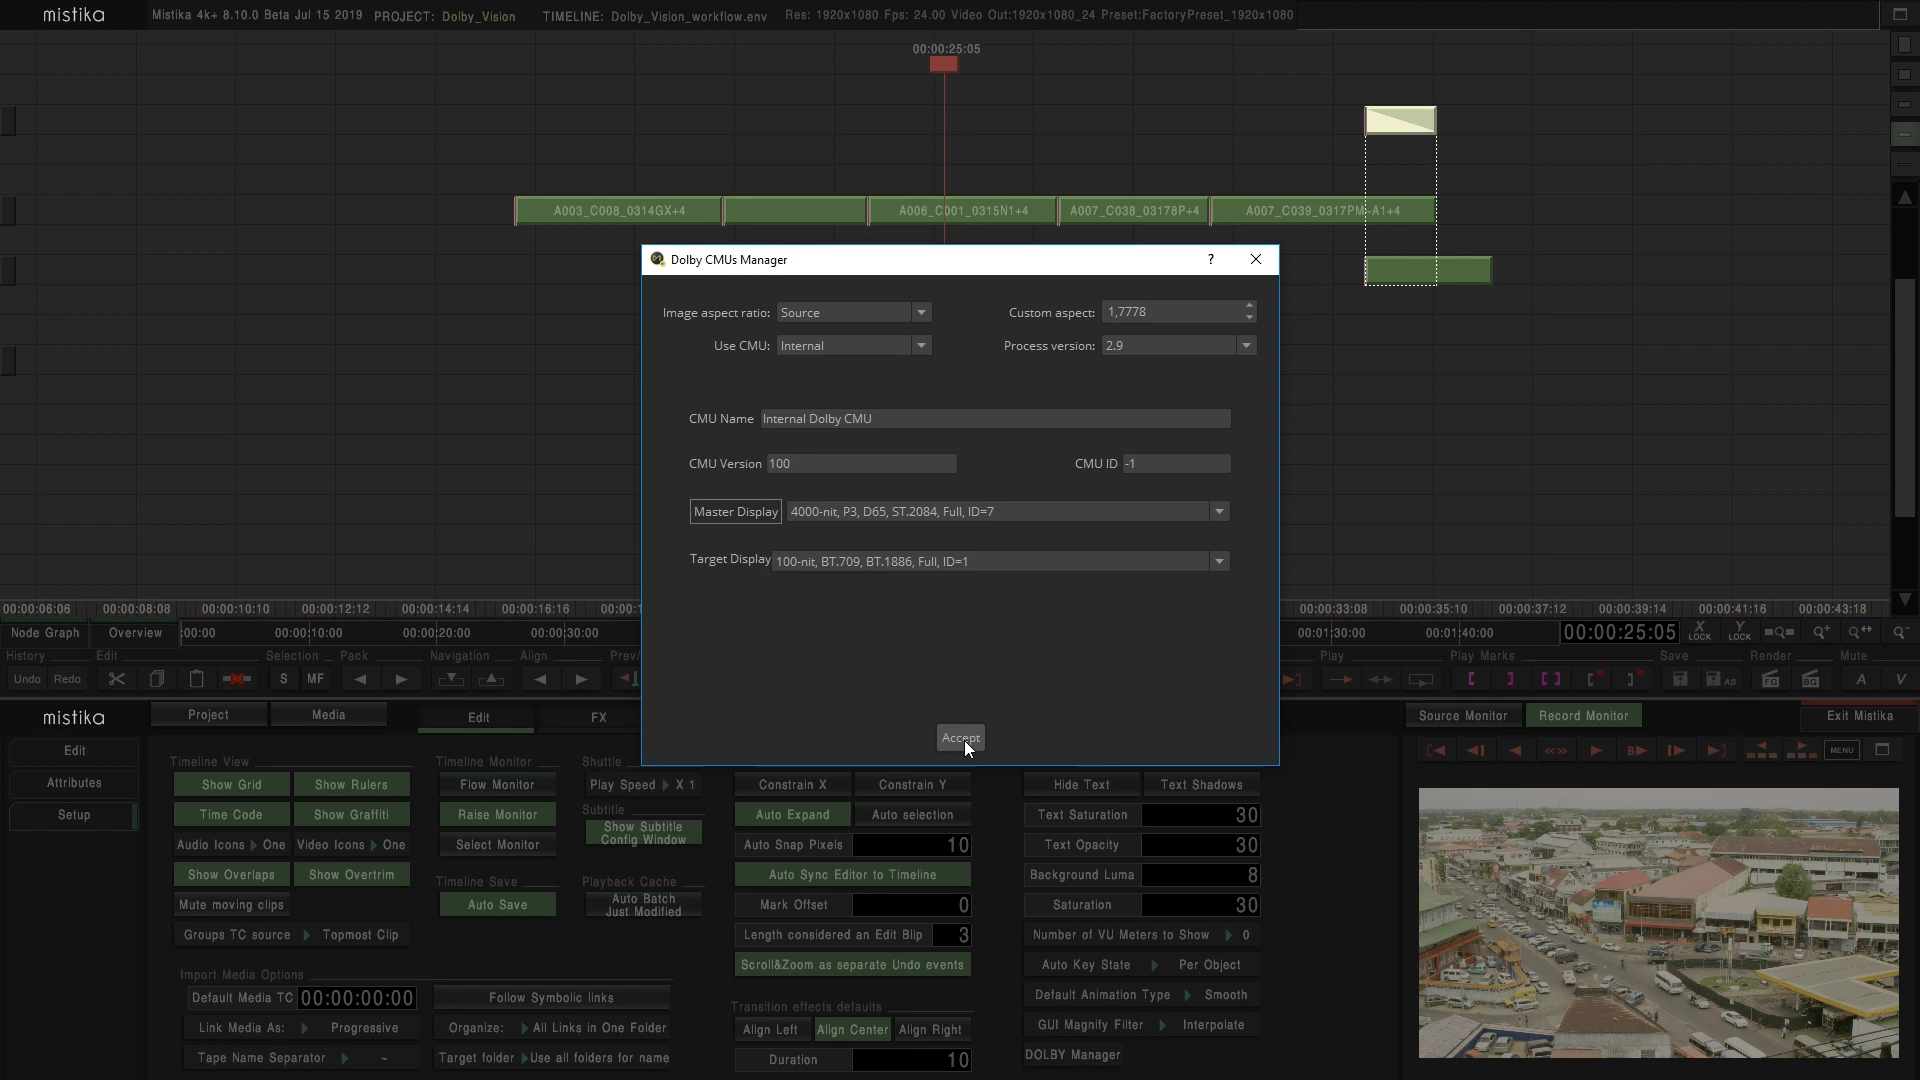 mistika
Mistika 4k+ 8.10.0 Beta Jul 15 2019 PROJECT: Dolby_Vision TIMELINE: Dolby_Vision_workflow.env Res: 1920x1080 Fps: 24.00 Video Out:1920x1080_24 Preset:FactoryPreset_1920x1080
00:00:25:05
A003_C008_0314GX+4 A006_C001_0315N1+4 A007_C038_03178P+4 A007_C039_0317PM-A1+4
Dolby CMUs Manager ?
Image aspect ratio: Source Custom aspect: 1,7778
Use CMU: Internal Process version: 2.9
CMU Name Internal Dolby CMU
CMU Version 100 CMU ID -1
Master Display 4000-nit, P3, D65, ST.2084, Full, ID=7
Target Display 100-nit, BT.709, BT.1886, Full, ID=1
Accept
00:00:06:06 00:00:08:08 00:00:10:10 00:00:12:12 00:00:14:14 00:00:16:16 00:00:1 00:00:33:08 00:00:35:10 00:00:37:12 00:00:39:14 00:00:41:16 00:00:43:18
Node Graph Overview :00:00 00:00:10:00 00:00:20:00 00:00:30:00 00:01:30:00 00:01:40:00 00:00:25:05 X LOCK Y LOCK
History Edit Selection Pack Navigation Align Prev/ Play Play Marks Save Render Mute
Undo Redo S MF AS FG BG A V
mistika Project Media Edit FX Source Monitor Record Monitor Exit Mistika
Edit
Attributes
Setup
MENU
Timeline View
Show Grid Show Rulers
Time Code Show Graffiti
Audio Icons One Video Icons One
Show Overlaps Show Overtrim
Mute moving clips
Groups TC source Topmost Clip
Timeline Monitor
Flow Monitor
Raise Monitor
Select Monitor
Timeline Save
Auto Save
Shuttle
Play Speed X 1
Subtitle
Show Subtitle
Config Window
Playback Cache
Auto Batch
Just Modified
Import Media Options
Default Media TC 00:00:00:00 Follow Symbolic links
Link Media As: Progressive Organize: All Links in One Folder
Tape Name Separator ~ Target folder Use all folders for name
Constrain X Constrain Y
Auto Expand Auto selection
Auto Snap Pixels 10
Auto Sync Editor to Timeline
Mark Offset 0
Length considered an Edit Blip 3
Scroll&Zoom as separate Undo events
Transition effects defaults
Align Left Align Center Align Right
Duration 10
Hide Text Text Shadows
Text Saturation 30
Text Opacity 30
Background Luma 8
Saturation 30
Number of VU Meters to Show 0
Auto Key State Per Object
Default Animation Type Smooth
GUI Magnify Filter Interpolate
DOLBY Manager